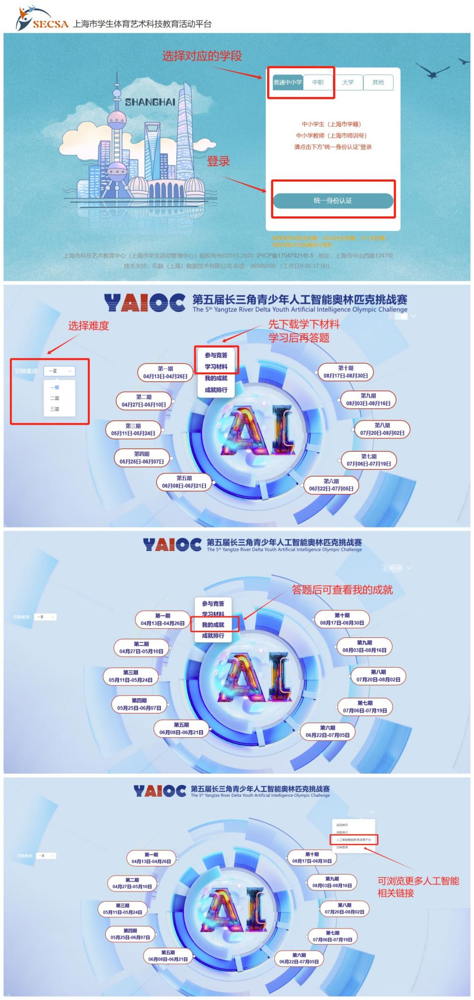 SECSA 上海市学生体育艺术科技教育活动平台
选择对应的学段
普通中小学 中职 大学 其他
SHANGHAI
中小学生（上海市学籍）
中小学教师（上海市师训号）
请点击下方“统一身份认证”登录
登录
统一身份认证
上海市科技艺术教育中心（上海市学生活动管理中心）版权所有©2015-2020 沪ICP备17047921号-5 地址：上海市中山西路1247号
技术支持：玑脉（上海）数据技术有限公司 电话：96999166 （工作日9:00-17:00）
YAIOC 第五届长三角青少年人工智能奥林匹克挑战赛
The 5th Yangtze River Delta Youth Artificial Intelligence Olympic Challenge
选择难度
先下载学下材料
学习后再答题
切换难度： 一星
一星
二星
三星
参与竞答
学习材料
我的成就
成就排行
第一期
04月13日-04月26日
第二期
04月27日-05月10日
第三期
05月11日-05月24日
第四期
05月25日-06月07日
第五期
06月08日-06月21日
第十期
08月17日-08月30日
第九期
08月03日-08月16日
第八期
07月20日-08月02日
第七期
07月06日-07月19日
第六期
06月22日-07月05日
AI
YAIOC 第五届长三角青少年人工智能奥林匹克挑战赛
The 5th Yangtze River Delta Youth Artificial Intelligence Olympic Challenge
答题后可查看我的成就
切换难度： 一星
参与竞答
学习材料
我的成就
成就排行
第一期
04月13日-04月26日
第二期
04月27日-05月10日
第三期
05月11日-05月24日
第四期
05月25日-06月07日
第五期
06月08日-06月21日
第十期
08月17日-08月30日
第九期
08月03日-08月16日
第八期
07月20日-08月02日
第七期
07月06日-07月19日
第六期
06月22日-07月05日
AI
YAIOC 第五届长三角青少年人工智能奥林匹克挑战赛
The 5th Yangtze River Delta Youth Artificial Intelligence Olympic Challenge
返回首页
成就排行
人工智能赋能教育资源平台
注销登录
可浏览更多人工智能
相关链接
切换难度： 一星
第一期
04月13日-04月26日
第二期
04月27日-05月10日
第三期
05月11日-05月24日
第四期
05月25日-06月07日
第五期
06月08日-06月21日
第十期
08月17日-08月30日
第九期
08月03日-08月16日
第八期
07月20日-08月02日
第七期
07月06日-07月19日
第六期
06月22日-07月05日
AI